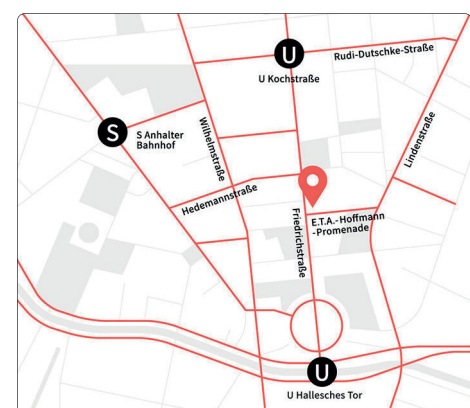 U
Rudi-Dutschke-Straße
U Kochstraße
S
S Anhalter
Bahnhof
Wilhelmstraße
Lindenstraße
Hedemannstraße
Friedrichstraße
E.T.A.-Hoffmann
-Promenade
U
U Hallesches Tor